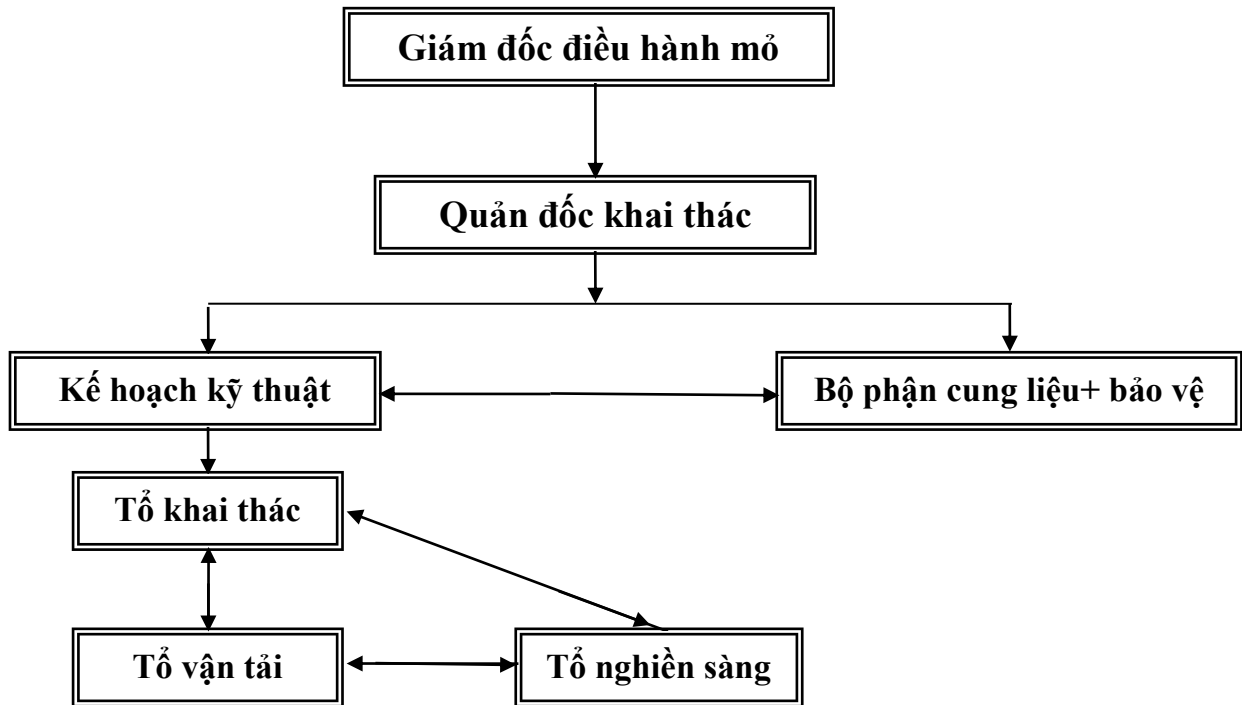 Giám đốc điều hành mỏ
Quản đốc khai thác
Kế hoạch kỹ thuật
Bộ phận cung liệu+ bảo vệ
Tổ khai thác
Tổ vận tải
Tổ nghiền sàng